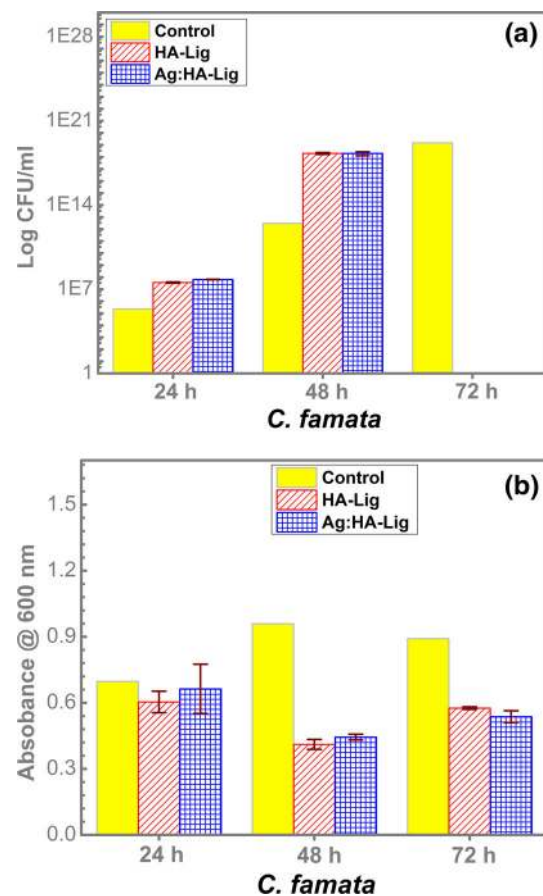 (a)
Control
HA-Lig
Ag:HA-Lig
Log CFU/ml
1E28
1E21
1E14
1E7
1
24 h 48 h 72 h
C. famata
(b)
Control
HA-Lig
Ag:HA-Lig
Absobance @ 600 nm
1.5
1.2
0.9
0.6
0.3
0.0
24 h 48 h 72 h
C. famata